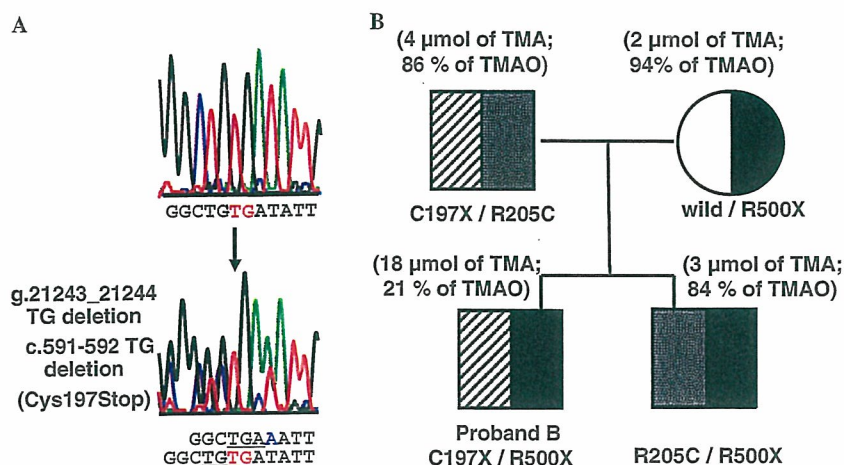 A
GGCTGTGATATT
g.21243_21244
TG deletion
c.591-592 TG
deletion
(Cys197Stop)
GGCTGAAATT
GGCTGTGATATT
B
(4 µmol of TMA;
86 % of TMAO)
(2 µmol of TMA;
94% of TMAO)
C197X / R205C
wild / R500X
(18 µmol of TMA;
21 % of TMAO)
(3 µmol of TMA;
84 % of TMAO)
Proband B
C197X / R500X
R205C / R500X